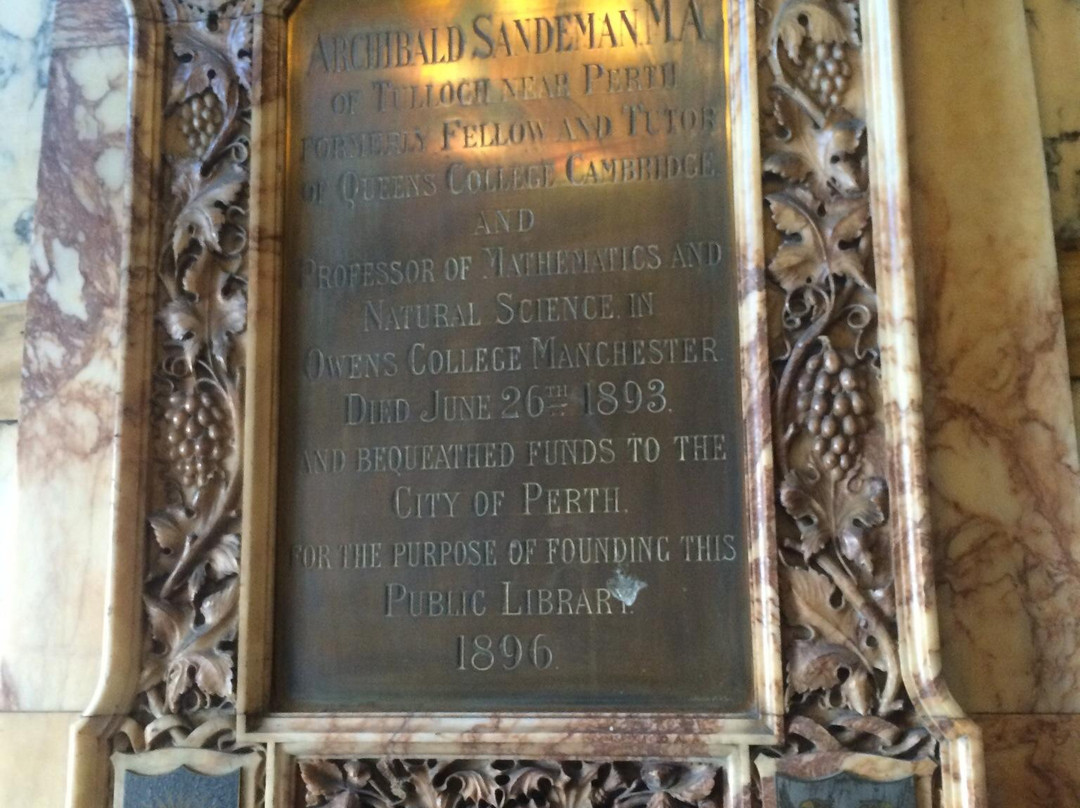 ARCHIBALD SANDEMAN. M.A.
OF TULLOCH NEAR PERTH
FORMERLY FELLOW AND TUTOR
OF QUEENS COLLEGE CAMBRIDGE.
AND
PROFESSOR OF MATHEMATICS AND
NATURAL SCIENCE. IN
OWENS COLLEGE MANCHESTER.
DIED JUNE 26TH 1893.
AND BEQUEATHED FUNDS TO THE
CITY OF PERTH.
FOR THE PURPOSE OF FOUNDING THIS
PUBLIC LIBRARY.
1896.